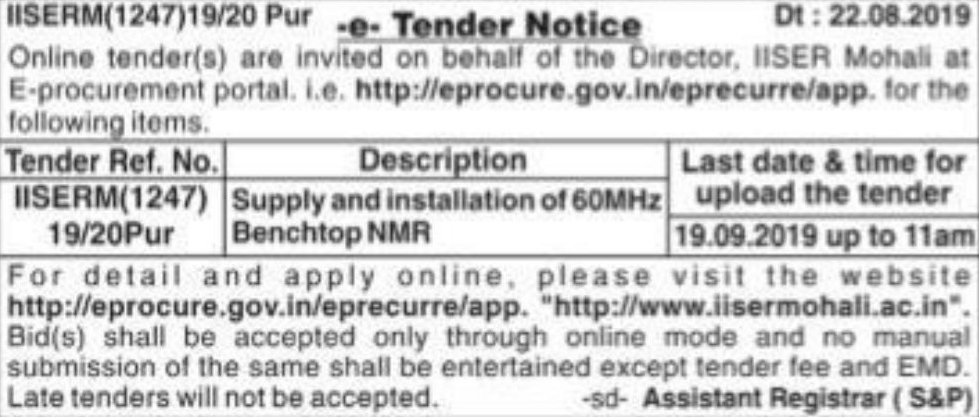 IISERM(1247)19/20 Pur -e- Tender Notice Dt : 22.08.2019
Online tender(s) are invited on behalf of the Director, IISER Mohali at
E-procurement portal. i.e. http://eprocure.gov.in/eprecurre/app. for the
following items.
Tender Ref. No. Description Last date & time for
upload the tender
IISERM(1247) Supply and installation of 60MHz
19/20Pur Benchtop NMR 19.09.2019 up to 11am
For detail and apply online, please visit the website
http://eprocure.gov.in/eprecurre/app. "http://www.iisermohali.ac.in".
Bid(s) shall be accepted only through online mode and no manual
submission of the same shall be entertained except tender fee and EMD.
Late tenders will not be accepted. -sd- Assistant Registrar ( S&P)